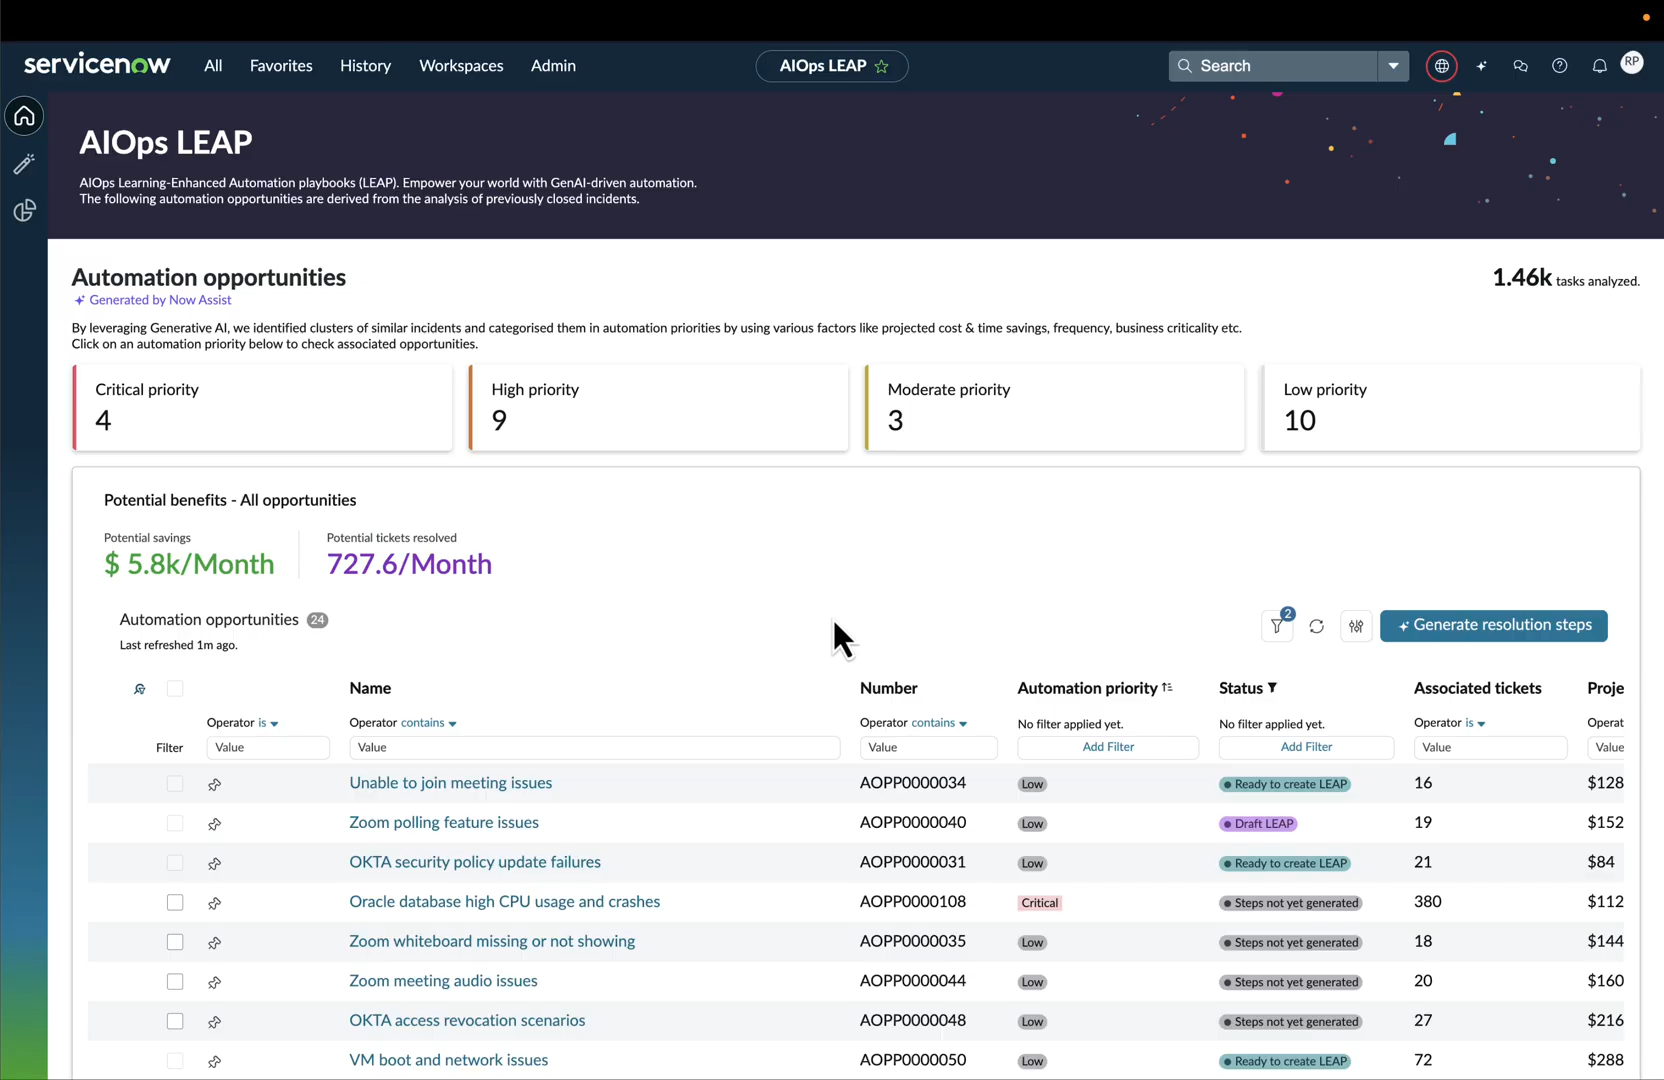 servicenow All Favorites History Workspaces Admin AIOps LEAP Search RP
AIOps LEAP
AIOps Learning-Enhanced Automation playbooks (LEAP). Empower your world with GenAI-driven automation.
The following automation opportunities are derived from the analysis of previously closed incidents.
Automation opportunities
1.46k tasks analyzed.
Generated by Now Assist
By leveraging Generative AI, we identified clusters of similar incidents and categorised them in automation priorities by using various factors like projected cost & time savings, frequency, business criticality etc.
Click on an automation priority below to check associated opportunities.
Critical priority High priority Moderate priority Low priority
4 9 3 10
Potential benefits - All opportunities
Potential savings Potential tickets resolved
$ 5.8k/Month 727.6/Month
Automation opportunities 24
2
Generate resolution steps
Last refreshed 1m ago.
Name Number Automation priority Status Associated tickets Proje
Operator is Operator contains Operator contains No filter applied yet. No filter applied yet. Operator is Operat
Filter Value Value Value Add Filter Add Filter Value Value
Unable to join meeting issues AOPP0000034 Low Ready to create LEAP 16 $128
Zoom polling feature issues AOPP0000040 Low Draft LEAP 19 $152
OKTA security policy update failures AOPP0000031 Low Ready to create LEAP 21 $84
Oracle database high CPU usage and crashes AOPP0000108 Critical Steps not yet generated 380 $112
Zoom whiteboard missing or not showing AOPP0000035 Low Steps not yet generated 18 $144
Zoom meeting audio issues AOPP0000044 Low Steps not yet generated 20 $160
OKTA access revocation scenarios AOPP0000048 Low Steps not yet generated 27 $216
VM boot and network issues AOPP0000050 Low Ready to create LEAP 72 $288